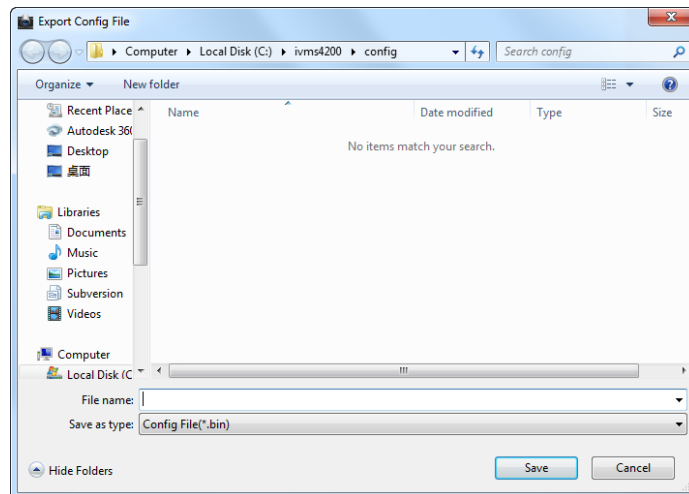 Export Config File
Computer Local Disk (C:) ivms4200 config Search config
Organize New folder
Recent Place
Autodesk 360
Desktop
桌面
Libraries
Documents
Music
Pictures
Subversion
Videos
Computer
Local Disk (C
Name Date modified Type Size
No items match your search.
File name:
Save as type: Config File(*.bin)
Hide Folders Save Cancel